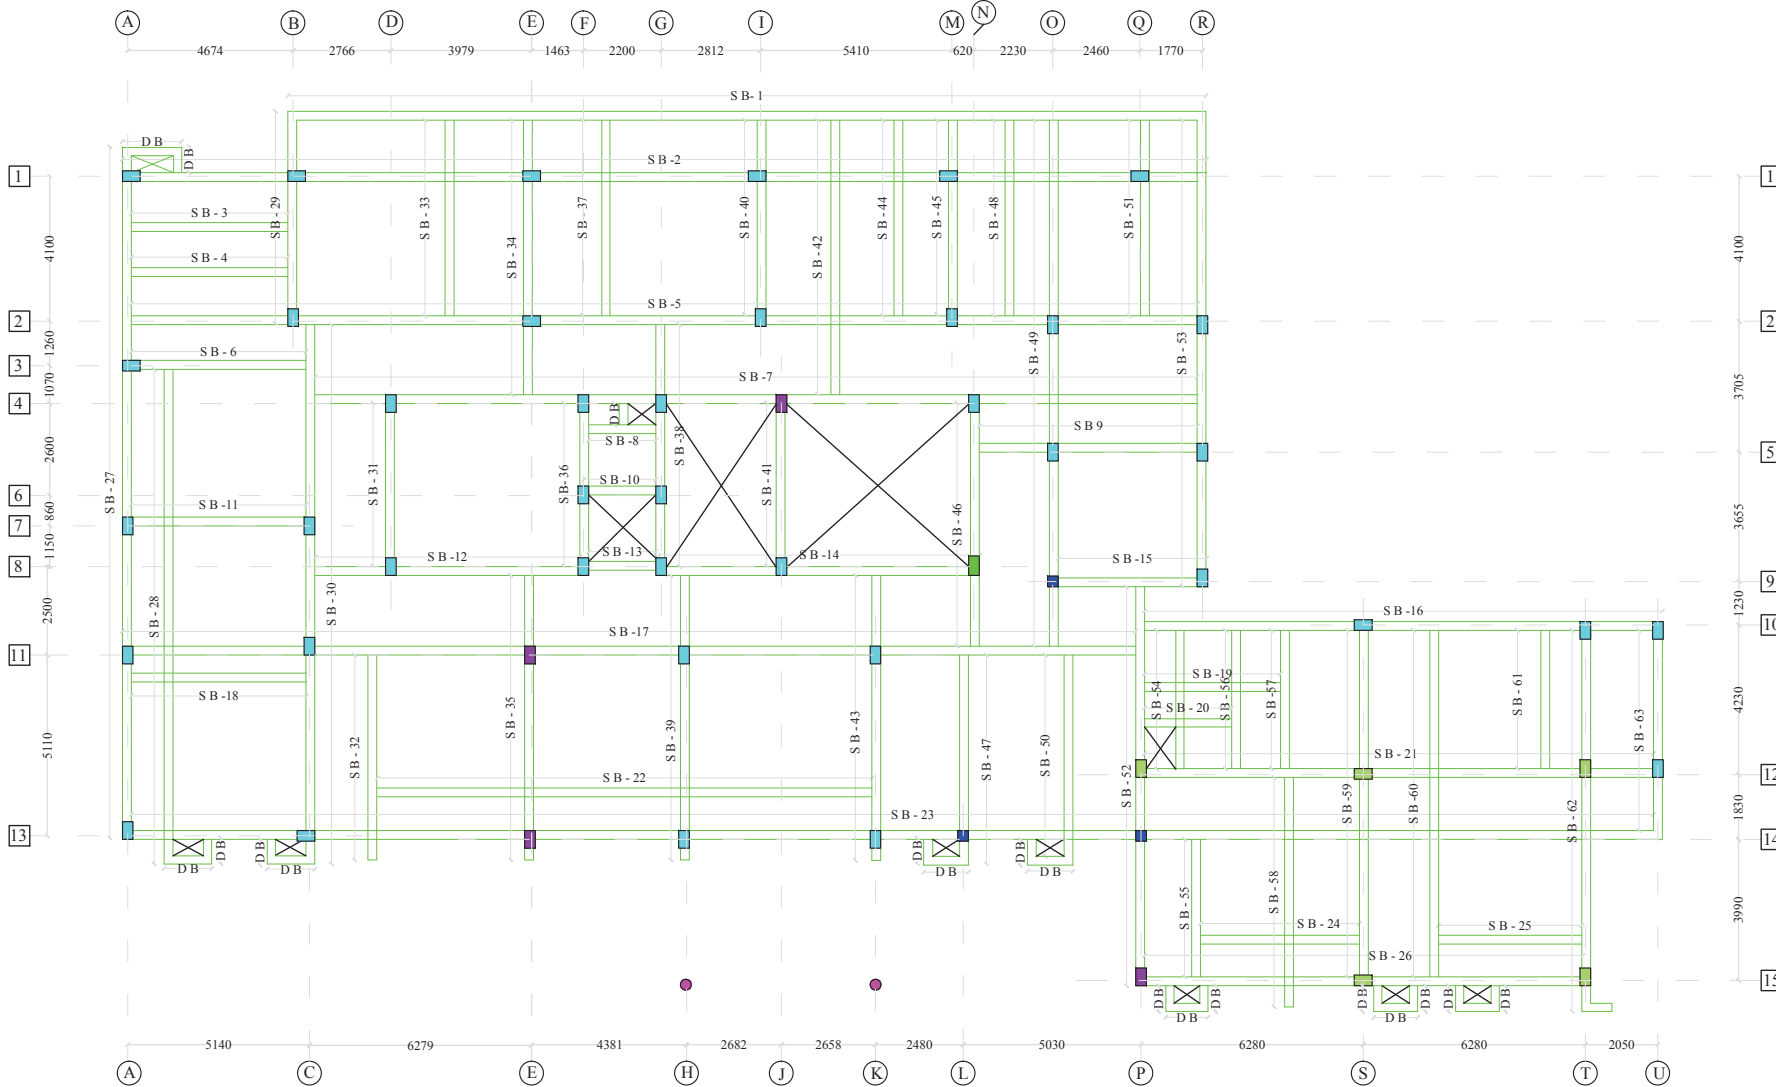 A B D E F G I M N O Q R
4674 2766 3979 1463 2200 2812 5410 620 2230 2460 1770
SB-1
DB
DB
SB-2
1 1
SB-3
SB-29 SB-33 SB-34 SB-37 SB-40 SB-42 SB-44 SB-45 SB-48 SB-51
4100 4100
SB-4
SB-5
2 2
1260
SB-6
SB-49 SB-53
3
1070 3705
SB-7
4
DB
SB-8 SB-38
SB9
2600
5
SB-27 SB-31 SB-36 SB-41 SB-46
SB-10
6
SB-11
860
7
3655
1150
SB-12 SB-13 SB-14 SB-15
8 9
2500 1230
SB-28 SB-30
SB-16
10
SB-17
11
SB-18
SB-19
SB-54 SB-56 SB-57 SB-61 SB-63
4230
SB-20
SB-32 SB-35 SB-39 SB-43 SB-47 SB-50
5110
SB-21
SB-22
12
SB-52 SB-59 SB-60 SB-62
1830
SB-23
13 14
DB DB DB DB
DB DB DB DB
SB-55 SB-58
3990
SB-24 SB-25
SB-26
15
DB DB DB DB DB DB
DB DB
5140 6279 4381 2682 2658 2480 5030 6280 6280 2050
A C E H J K L P S T U